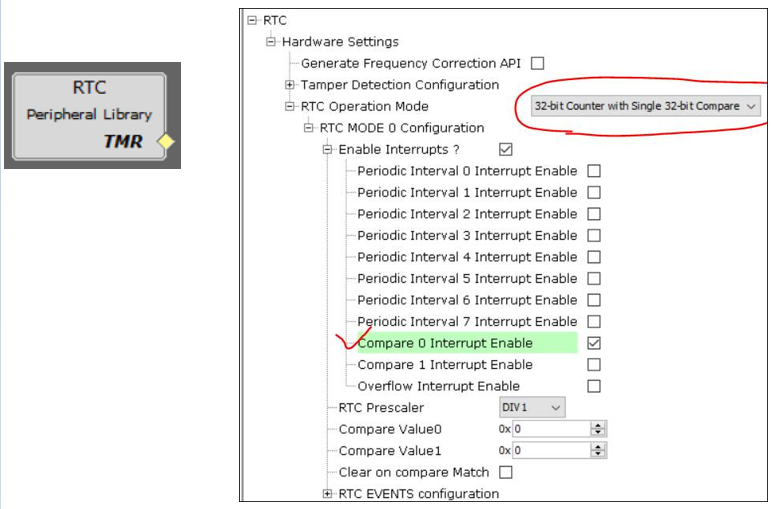 RTC
Peripheral Library
TMR
RTC
Hardware Settings
Generate Frequency Correction API
Tamper Detection Configuration
RTC Operation Mode 32-bit Counter with Single 32-bit Compare
RTC MODE 0 Configuration
Enable Interrupts ?
Periodic Interval 0 Interrupt Enable
Periodic Interval 1 Interrupt Enable
Periodic Interval 2 Interrupt Enable
Periodic Interval 3 Interrupt Enable
Periodic Interval 4 Interrupt Enable
Periodic Interval 5 Interrupt Enable
Periodic Interval 6 Interrupt Enable
Periodic Interval 7 Interrupt Enable
Compare 0 Interrupt Enable
Compare 1 Interrupt Enable
Overflow Interrupt Enable
RTC Prescaler DIV1
Compare Value0 0x 0
Compare Value1 0x 0
Clear on compare Match
RTC EVENTS configuration